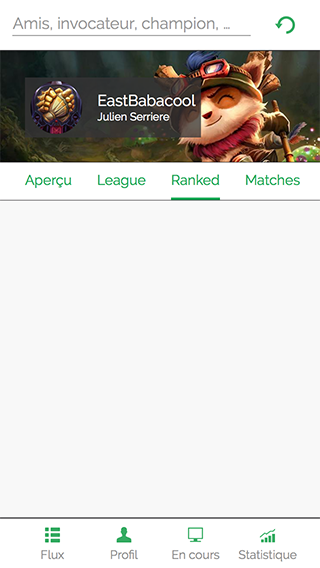 Amis, invocateur, champion, ...
EastBabacool
Julien Serriere
Aperçu League Ranked Matches
Flux Profil En cours Statistique